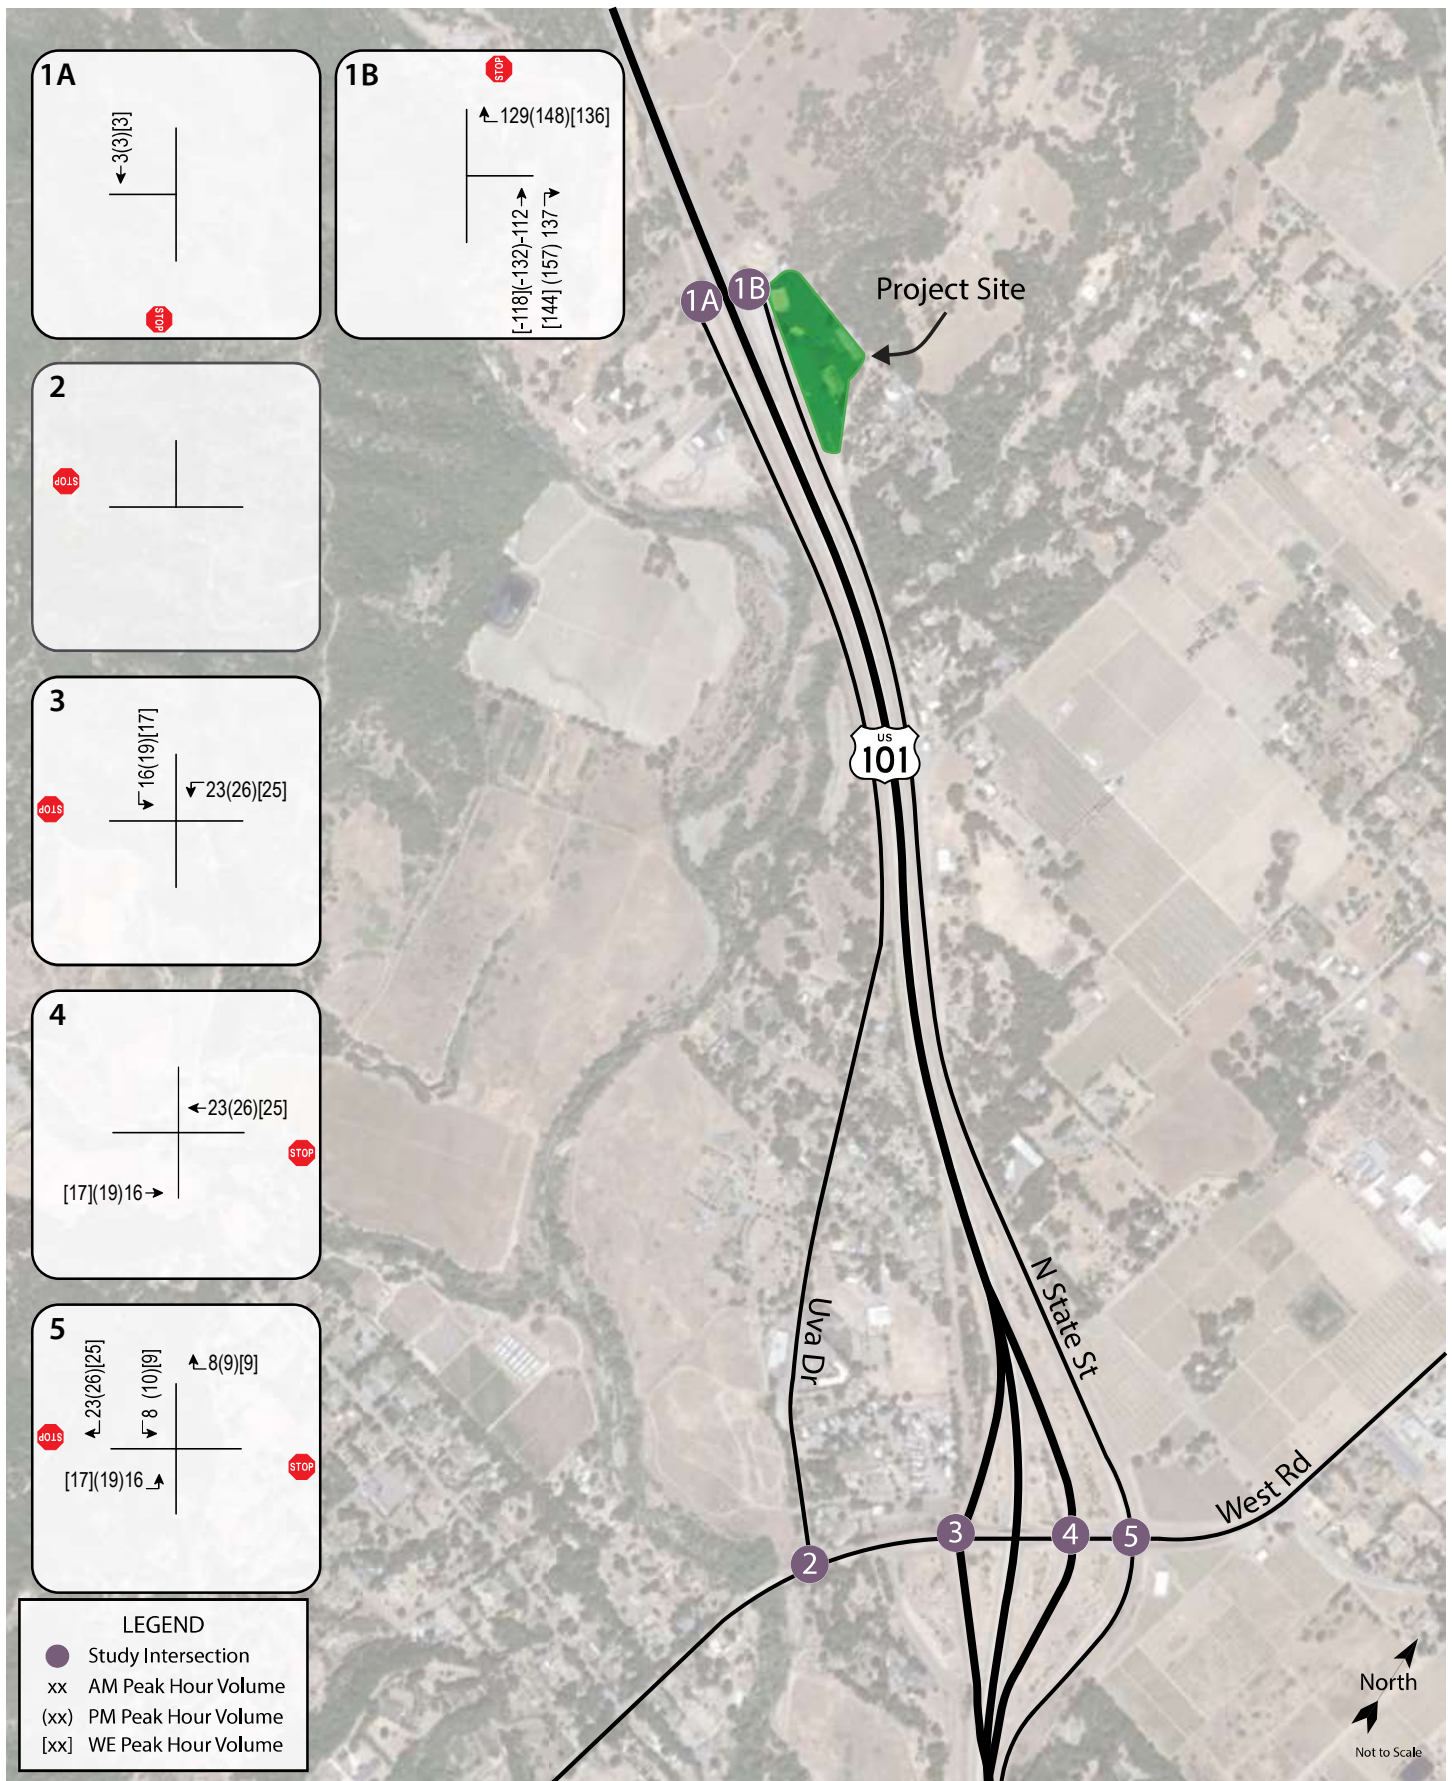 1A
3(3)[3]
STOP
1B
STOP
129(148)[136]
[-118](-132)-112
[144] (157) 137
1A
1B
Project Site
2
STOP
3
16(19)[17]
23(26)[25]
STOP
US
101
4
23(26)[25]
STOP
[17](19)16
5
23(26)[25]
8 (10)[9]
8(9)[9]
STOP
STOP
[17](19)16
Uva Dr
N State St
West Rd
2
3
4
5
LEGEND
Study Intersection
xx AM Peak Hour Volume
(xx) PM Peak Hour Volume
[xx] WE Peak Hour Volume
North
Not to Scale